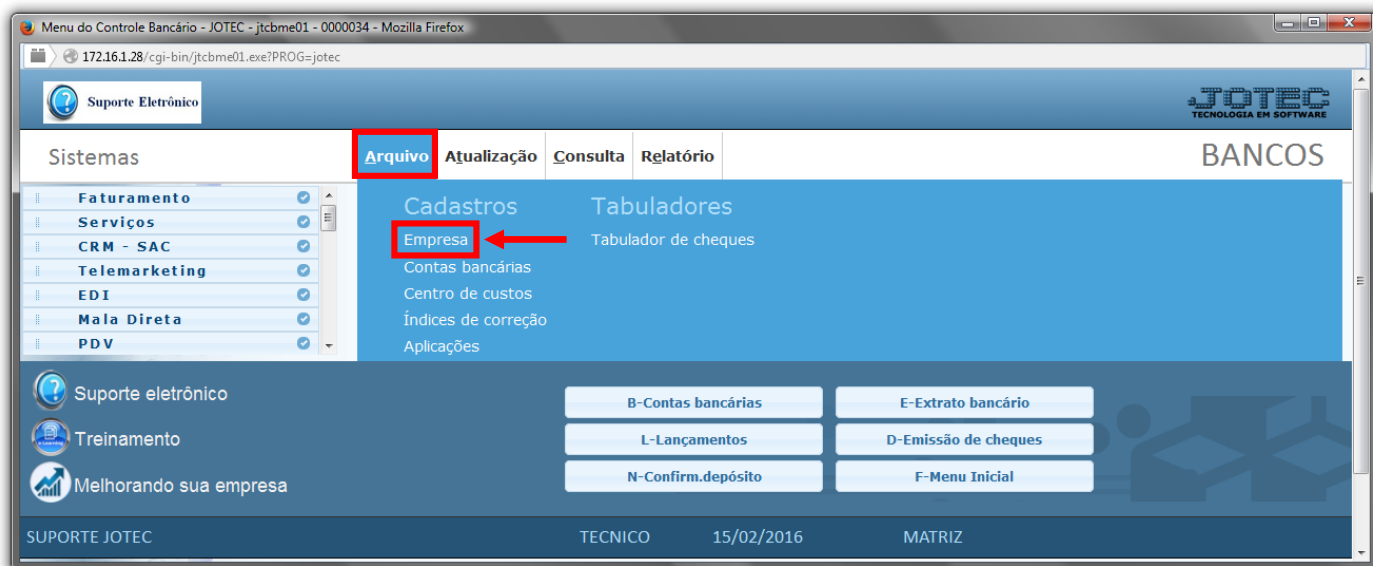 Menu do Controle Bancário - JOTEC - jtcbme01 - 0000034 - Mozilla Firefox
172.16.1.28/cgi-bin/jtcbme01.exe?PROG=jotec
Suporte Eletrônico
JOTEC
TECNOLOGIA EM SOFTWARE
Sistemas
Arquivo Atualização Consulta Relatório
BANCOS
Faturamento
Serviços
CRM - SAC
Telemarketing
EDI
Mala Direta
PDV
Cadastros
Empresa
Contas bancárias
Centro de custos
Índices de correção
Aplicações
Tabuladores
Tabulador de cheques
Suporte eletrônico
Treinamento
Melhorando sua empresa
B-Contas bancárias E-Extrato bancário
L-Lançamentos D-Emissão de cheques
N-Confirm.depósito F-Menu Inicial
SUPORTE JOTEC TECNICO 15/02/2016 MATRIZ